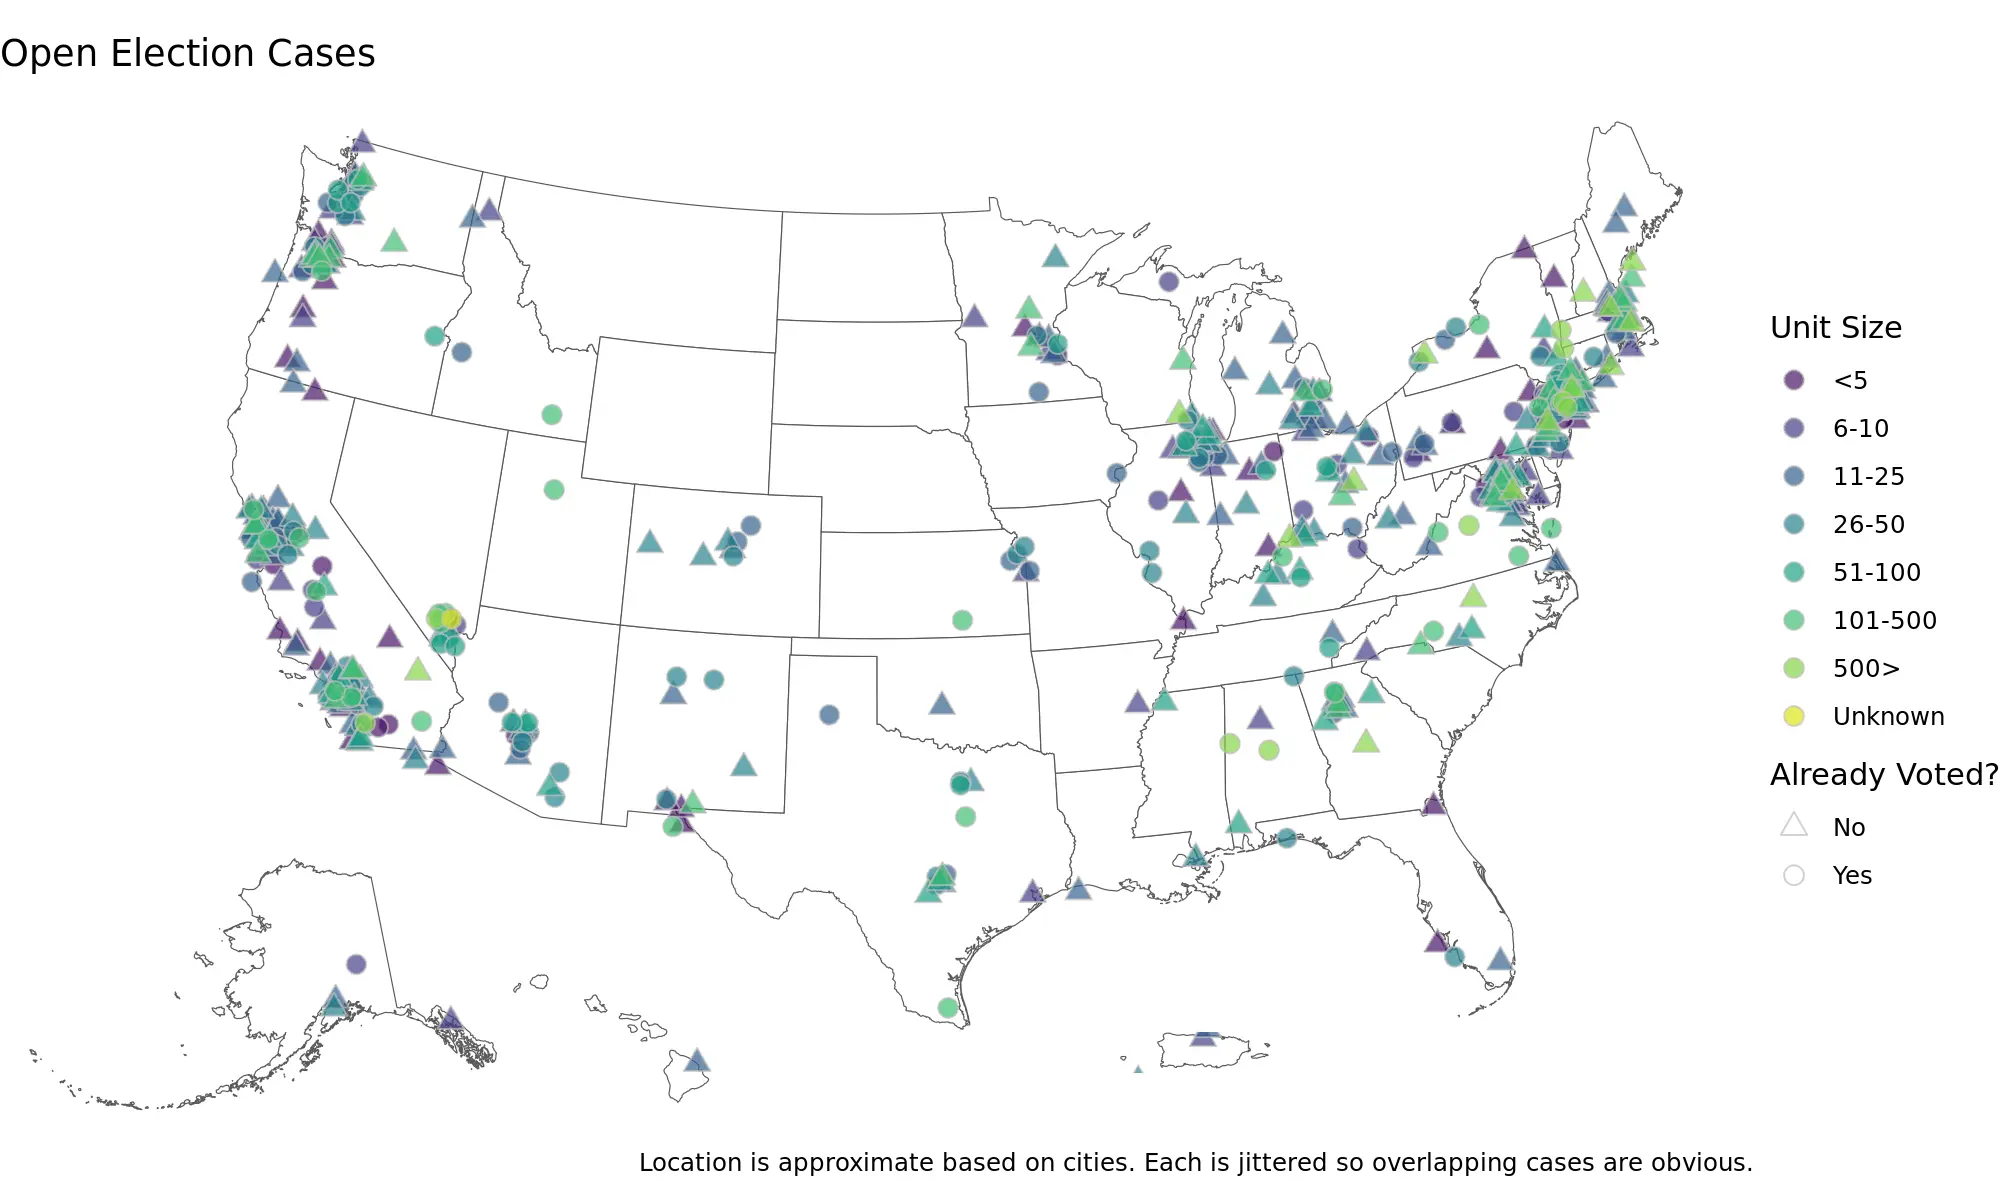 Open Election Cases
Unit Size
<5
6-10
11-25
26-50
51-100
101-500
500>
Unknown
Already Voted?
No
Yes
Location is approximate based on cities. Each is jittered so overlapping cases are obvious.